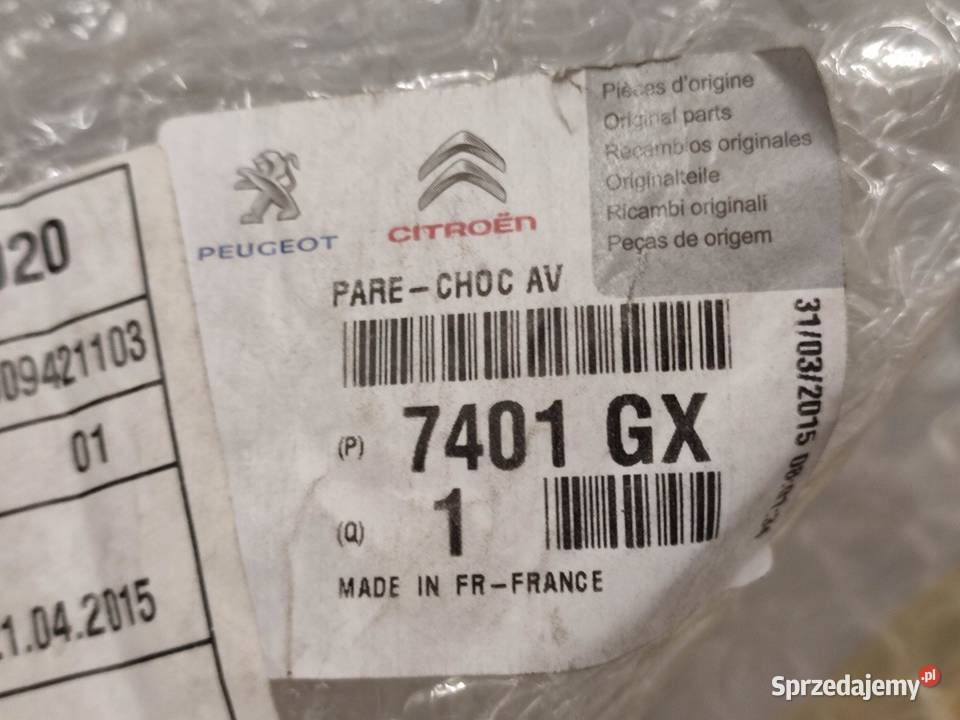 Pièces d'origine
Original parts
Recambios originales
Originalteile
Ricambi originali
Peças de origem
PEUGEOT
CITROËN
PARE-CHOC AV
(P) 7401 GX
(Q) 1
MADE IN FR-FRANCE
31/03/2015
020
09421103
01
1.04.2015
Sprzedajemy.pl